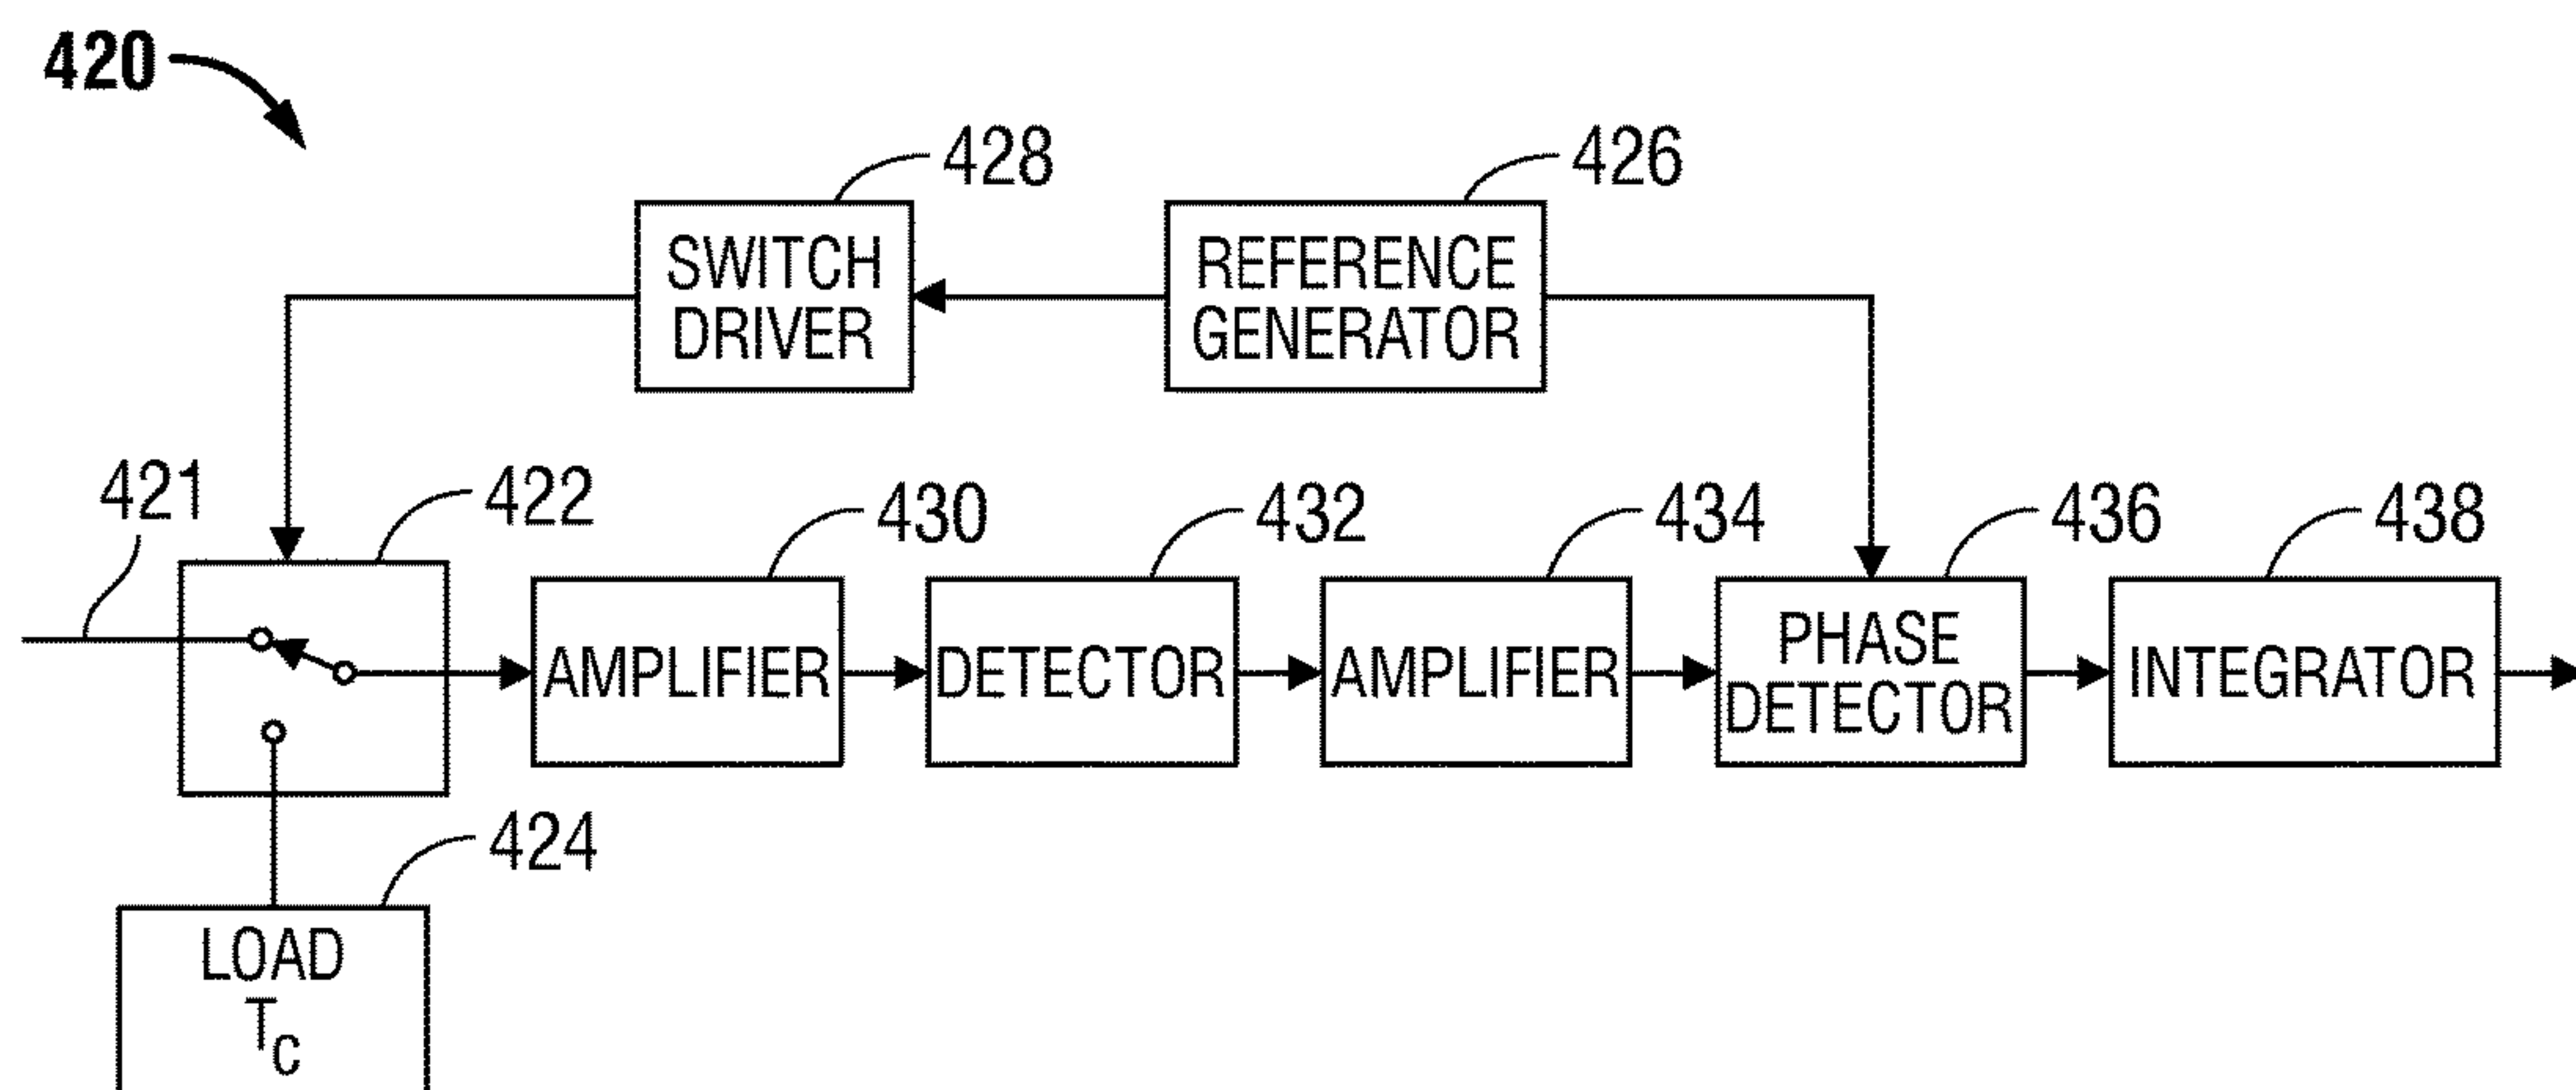 420
428
426
SWITCH
DRIVER
REFERENCE
GENERATOR
421
422
430
432
434
436
438
AMPLIFIER
DETECTOR
AMPLIFIER
PHASE
DETECTOR
INTEGRATOR
424
LOAD
TC